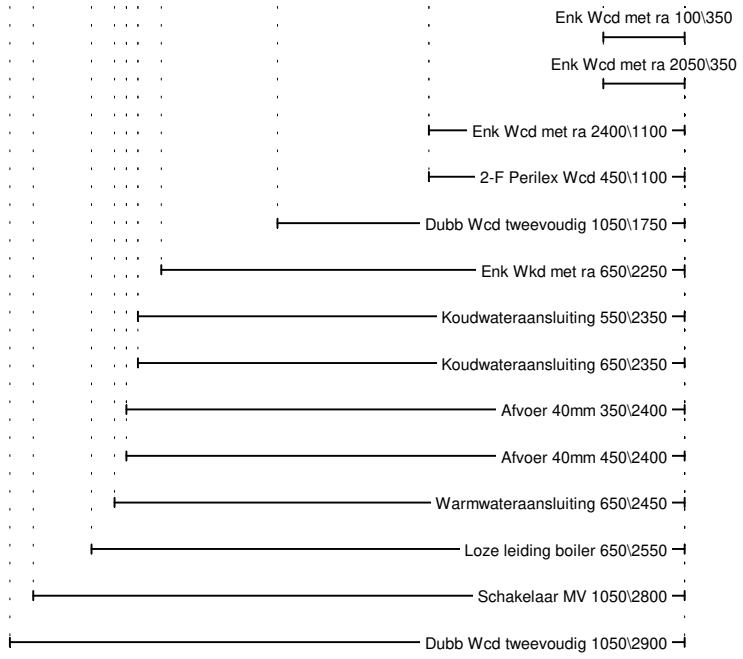 Enk Wcd met ra 100\350
Enk Wcd met ra 2050\350
Enk Wcd met ra 2400\1100
2-F Perilex Wcd 450\1100
Dubb Wcd tweevoudig 1050\1750
Enk Wkd met ra 650\2250
Koudwateraansluiting 550\2350
Koudwateraansluiting 650\2350
Afvoer 40mm 350\2400
Afvoer 40mm 450\2400
Warmwateraansluiting 650\2450
Loze leiding boiler 650\2550
Schakelaar MV 1050\2800
Dubb Wcd tweevoudig 1050\2900